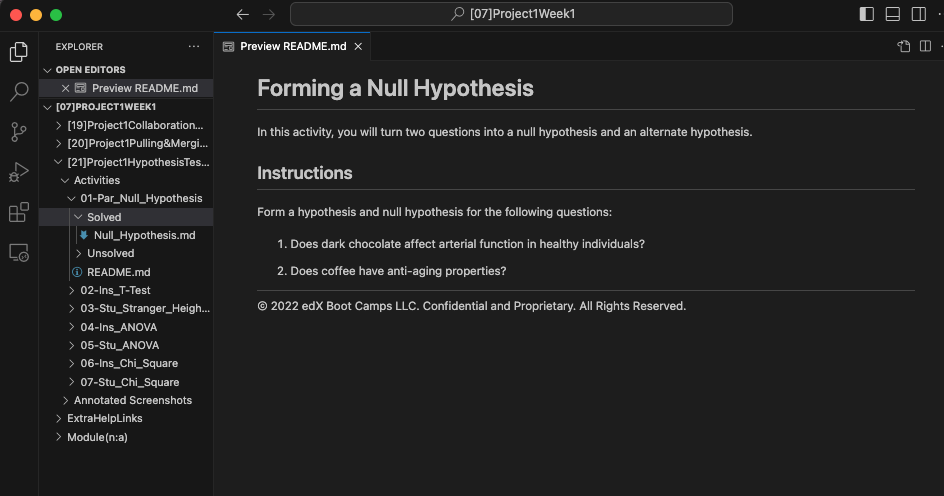 [07]Project1Week1
EXPLORER
OPEN EDITORS
Preview README.md
[07]PROJECT1WEEK1
[19]Project1Collaboration...
[20]Project1Pulling&Mergi...
[21]Project1HypothesisTes...
Activities
01-Par_Null_Hypothesis
Solved
Null_Hypothesis.md
Unsolved
README.md
02-Ins_T-Test
03-Stu_Stranger_Heigh...
04-Ins_ANOVA
05-Stu_ANOVA
06-Ins_Chi_Square
07-Stu_Chi_Square
Annotated Screenshots
ExtraHelpLinks
Module(n:a)
Preview README.md
Forming a Null Hypothesis
In this activity, you will turn two questions into a null hypothesis and an alternate hypothesis.
Instructions
Form a hypothesis and null hypothesis for the following questions:
1. Does dark chocolate affect arterial function in healthy individuals?
2. Does coffee have anti-aging properties?
© 2022 edX Boot Camps LLC. Confidential and Proprietary. All Rights Reserved.